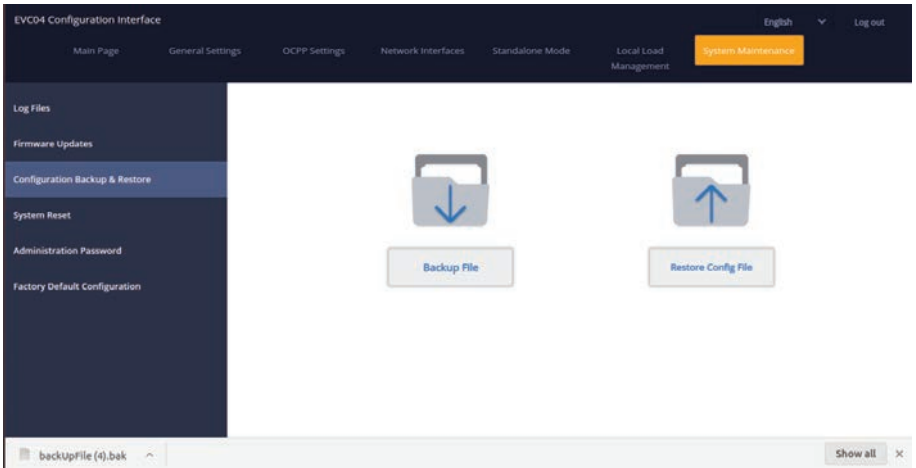 EVC04 Configuration Interface
English
Log out
Main Page
General Settings
OCPP Settings
Network Interfaces
Standalone Mode
Local Load
Management
System Maintenance
Log Files
Firmware Updates
Configuration Backup & Restore
System Reset
Administration Password
Factory Default Configuration
Backup File
Restore Config File
backUpFile (4).bak
Show all